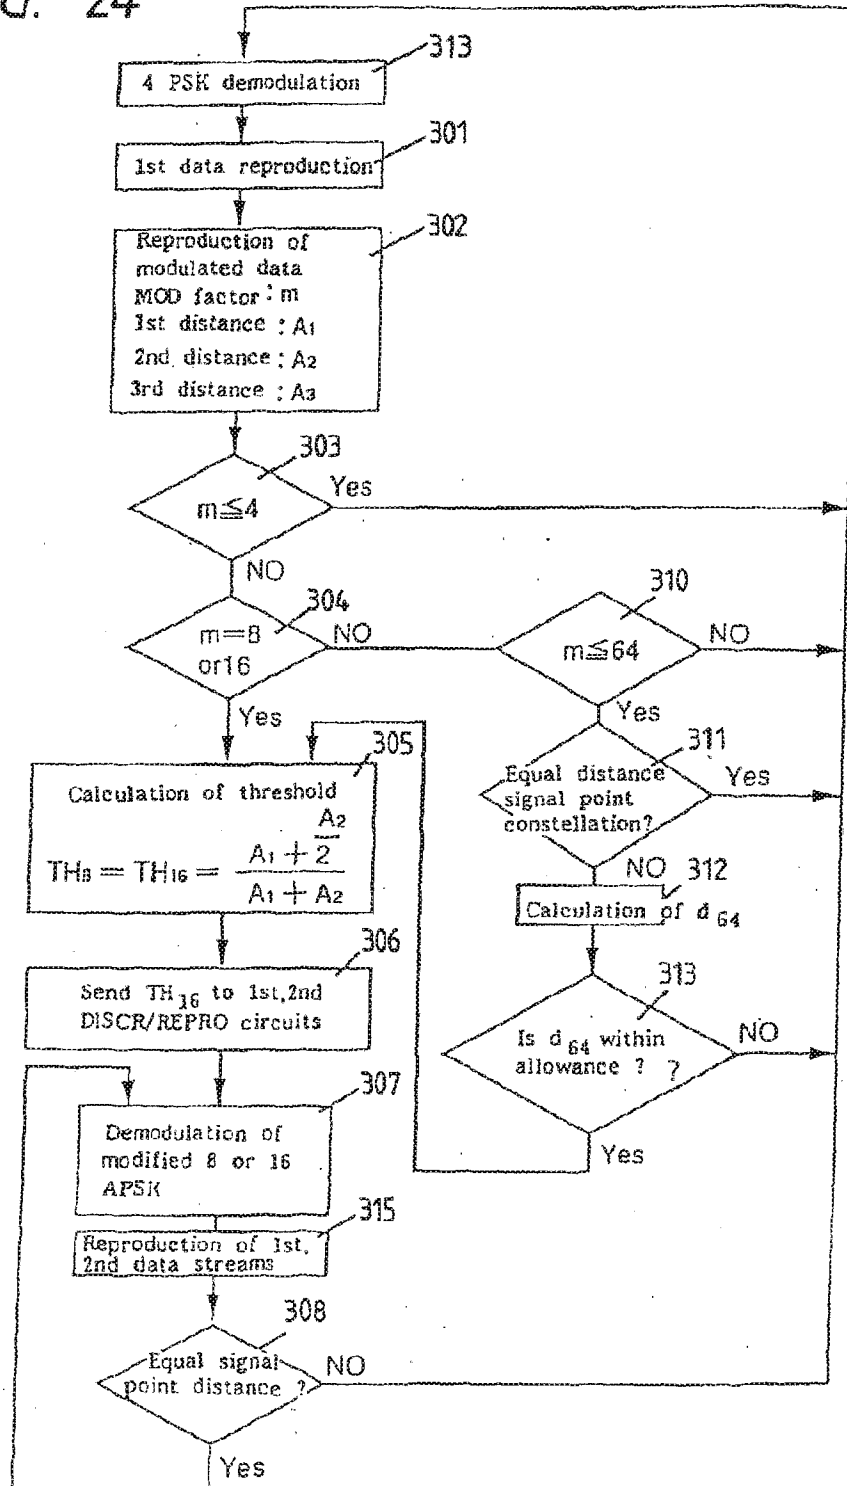 G. 24
313
4 PSK demodulation
301
1st data reproduction
302
Reproduction of
modulated data
MOD factor : m
1st distance : A1
2nd distance : A2
3rd distance : A3
303
m≦4
Yes
NO
304
m=8
or16
NO
Yes
310
m≦64
NO
Yes
311
Equal distance
signal point
constellation?
Yes
NO
305
Calculation of threshold
TH8 = TH16 = (A1 + A2/2) / (A1 + A2)
312
Calculation of d64
306
Send TH16 to 1st,2nd
DISCR/REPRO circuits
313
Is d64 within
allowance ? ?
NO
Yes
307
Demodulation of
modified 8 or 16
APSK
315
Reproduction of 1st,
2nd data streams
308
Equal signal
point distance ?
NO
Yes